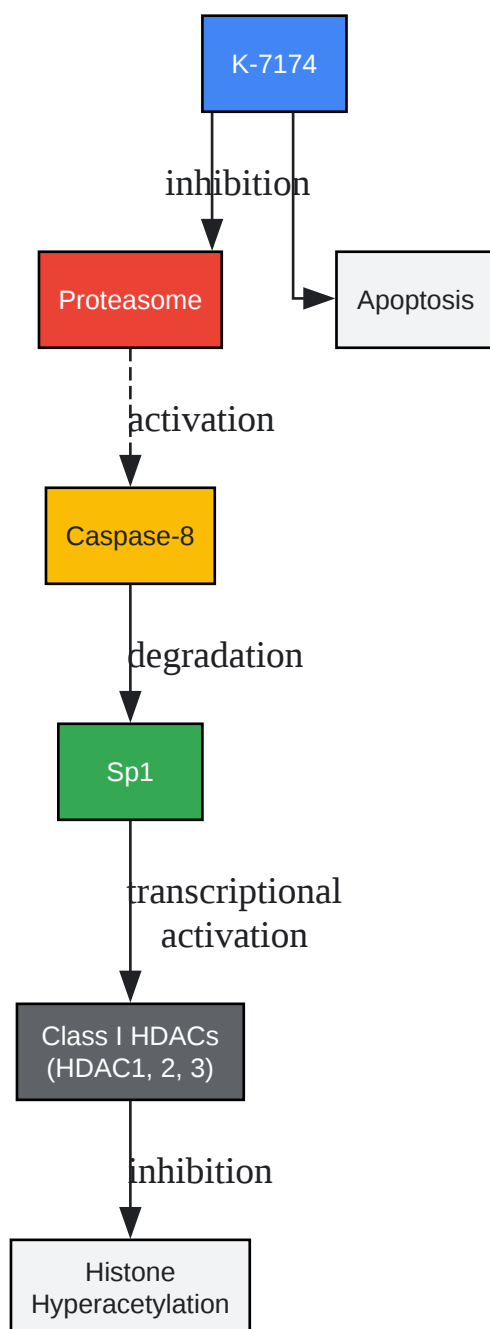 K-7174
inhibition
Proteasome
Apoptosis
activation
Caspase-8
degradation
Sp1
transcriptional
activation
Class I HDACs
(HDAC1, 2, 3)
inhibition
Histone
Hyperacetylation